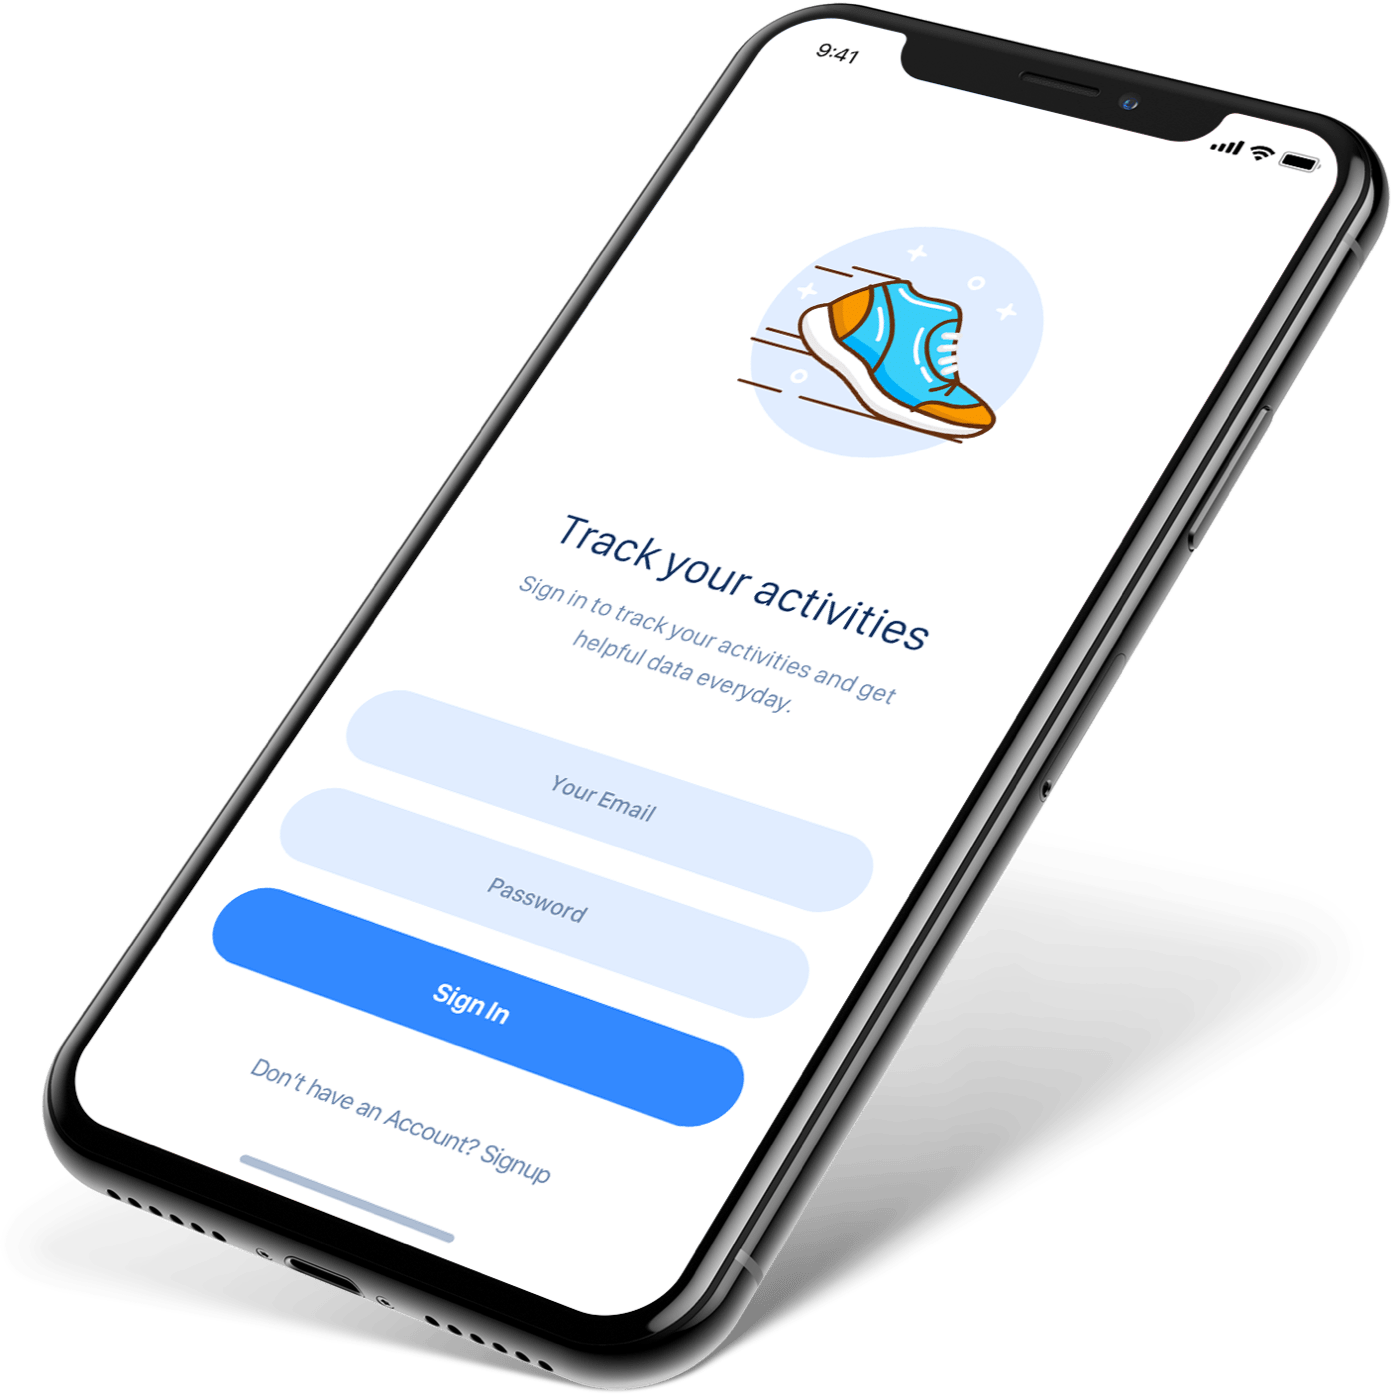 9:41
Track your activities
Sign in to track your activities and get
helpful data everyday.
Your Email
Password
Sign In
Don't have an Account? Signup